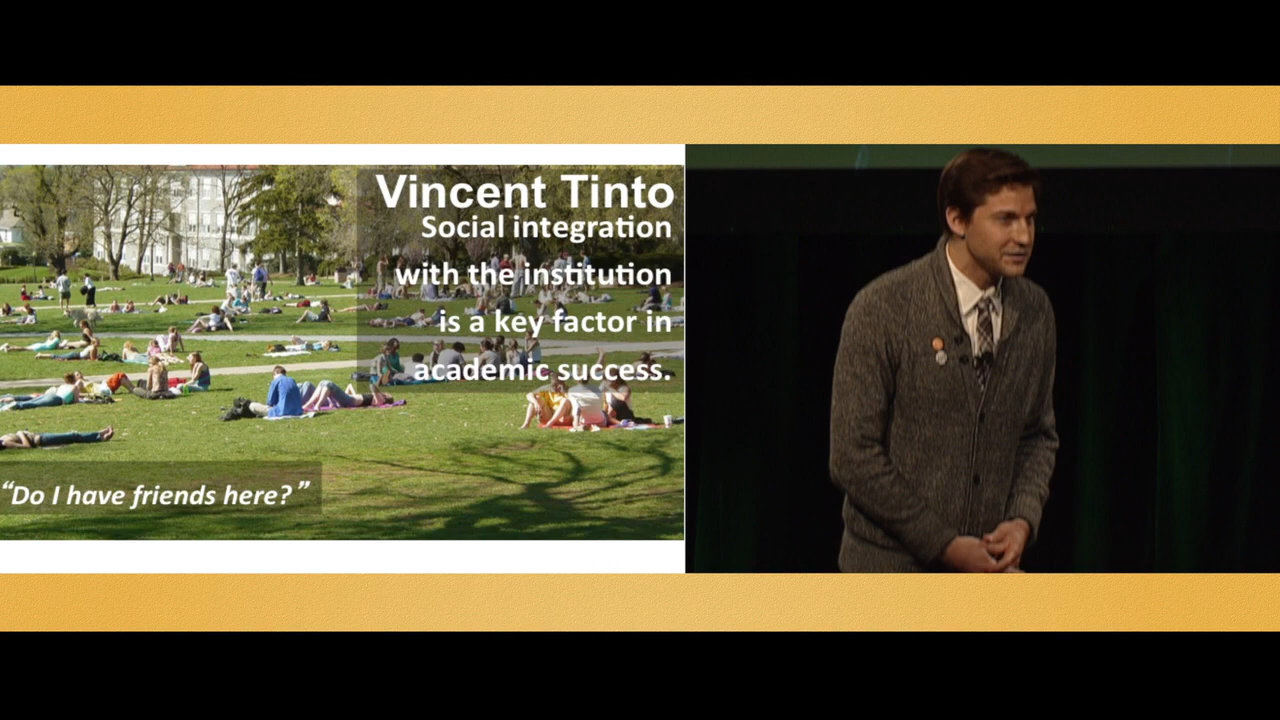 Vincent Tinto
Social integration
with the institution
is a key factor in
academic success.
“Do I have friends here?”